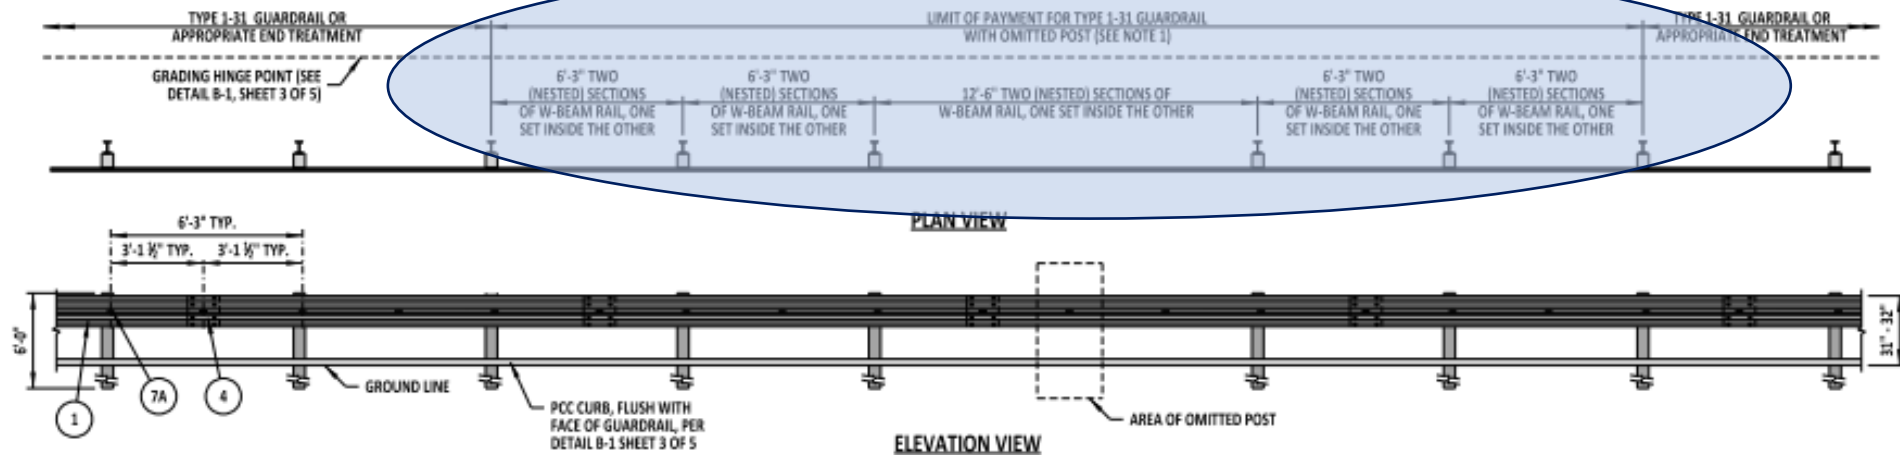 TYPE 1-31 GUARDRAIL OR
APPROPRIATE END TREATMENT
LIMIT OF PAYMENT FOR TYPE 1-31 GUARDRAIL
WITH OMITTED POST (SEE NOTE 1)
TYPE 1-31 GUARDRAIL OR
APPROPRIATE END TREATMENT
GRADING HINGE POINT (SEE
DETAIL B-1, SHEET 3 OF 5)
6'-3" TWO
(NESTED) SECTIONS
OF W-BEAM RAIL, ONE
SET INSIDE THE OTHER
6'-3" TWO
(NESTED) SECTIONS
OF W-BEAM RAIL, ONE
SET INSIDE THE OTHER
12'-6" TWO (NESTED) SECTIONS OF
W-BEAM RAIL, ONE SET INSIDE THE OTHER
6'-3" TWO
(NESTED) SECTIONS
OF W-BEAM RAIL, ONE
SET INSIDE THE OTHER
6'-3" TWO
(NESTED) SECTIONS
OF W-BEAM RAIL, ONE
SET INSIDE THE OTHER
PLAN VIEW
6'-3" TYP.
3'-1 ½" TYP.
3'-1 ½" TYP.
6'-0"
31" - 32"
1
7A
4
GROUND LINE
PCC CURB, FLUSH WITH
FACE OF GUARDRAIL, PER
DETAIL B-1 SHEET 3 OF 5
AREA OF OMITTED POST
ELEVATION VIEW